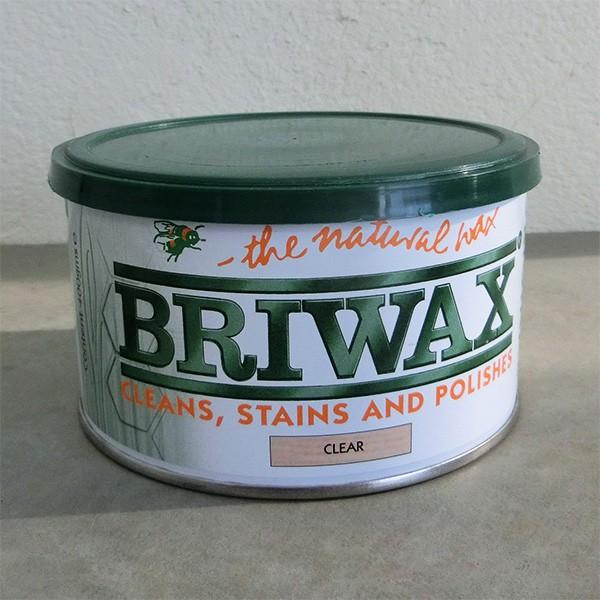 - the natural wax
BRIWAX®
CLEANS, STAINS AND POLISHES
CLEAR